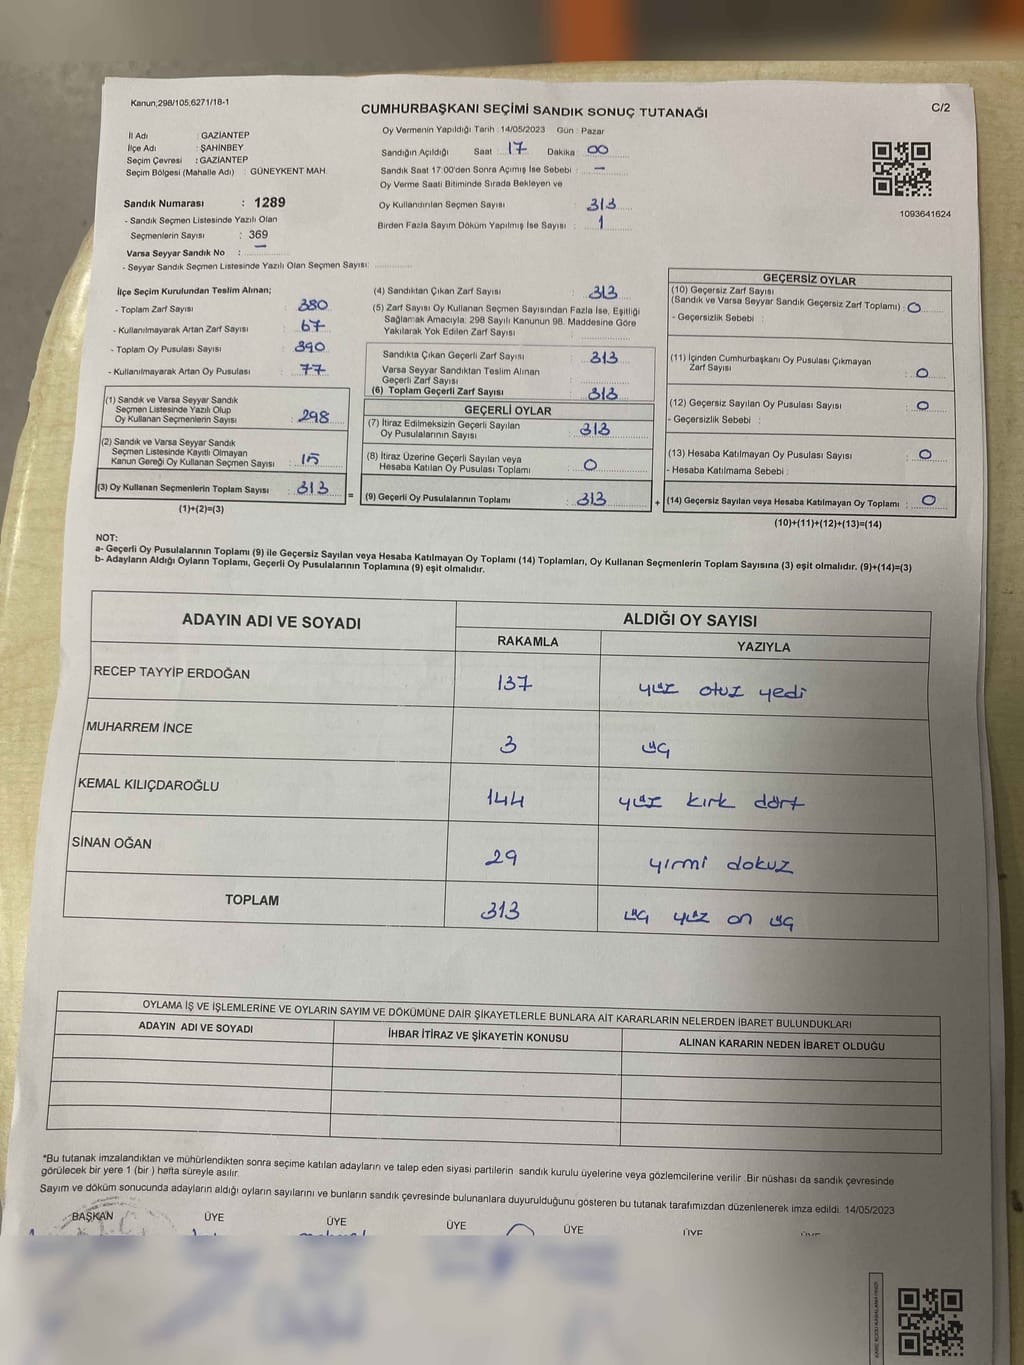 Kanun,298/105,6271/18-1
CUMHURBAŞKANI SEÇİMİ SANDIK SONUÇ TUTANAĞI
C/2
Oy Vermenin Yapıldığı Tarih : 14/05/2023 Gün : Pazar
İl Adı : GAZİANTEP
İlçe Adı : ŞAHİNBEY
Seçim Çevresi : GAZİANTEP
Seçim Bölgesi (Mahalle Adı) : GÜNEYKENT MAH.
Sandığın Açıldığı Saat : 17 Dakika : 00
Sandık Saat 17:00'den Sonra Açımış İse Sebebi : —
Oy Verme Saati Bitiminde Sırada Bekleyen ve
Oy Kullandırılan Seçmen Sayısı : 313
Birden Fazla Sayım Döküm Yapılmış İse Sayısı : 1
1093641624
Sandık Numarası : 1289
- Sandık Seçmen Listesinde Yazılı Olan
Seçmenlerin Sayısı : 369
Varsa Seyyar Sandık No : —
- Seyyar Sandık Seçmen Listesinde Yazılı Olan Seçmen Sayısı:
İlçe Seçim Kurulundan Teslim Alınan;
- Toplam Zarf Sayısı : 380
- Kullanılmayarak Artan Zarf Sayısı : 67
- Toplam Oy Pusulası Sayısı : 390
- Kullanılmayarak Artan Oy Pusulası : 77
(1) Sandık ve Varsa Seyyar Sandık
Seçmen Listesinde Yazılı Olup
Oy Kullanan Seçmenlerin Sayısı : 298
(2) Sandık ve Varsa Seyyar Sandık
Seçmen Listesinde Kayıtlı Olmayan
Kanun Gereği Oy Kullanan Seçmen Sayısı : 15
(3) Oy Kullanan Seçmenlerin Toplam Sayısı : 313
(1)+(2)=(3)
(4) Sandıktan Çıkan Zarf Sayısı : 313
(5) Zarf Sayısı Oy Kullanan Seçmen Sayısından Fazla İse, Eşitliği
Sağlamak Amacıyla, 298 Sayılı Kanunun 98. Maddesine Göre
Yakılarak Yok Edilen Zarf Sayısı :
Sandıkta Çıkan Geçerli Zarf Sayısı : 313
Varsa Seyyar Sandıktan Teslim Alınan
Geçerli Zarf Sayısı :
(6) Toplam Geçerli Zarf Sayısı : 313
GEÇERLİ OYLAR
(7) İtiraz Edilmeksizin Geçerli Sayılan
Oy Pusulalarının Sayısı : 313
(8) İtiraz Üzerine Geçerli Sayılan veya
Hesaba Katılan Oy Pusulası Toplamı : 0
= (9) Geçerli Oy Pusulalarının Toplamı : 313
GEÇERSİZ OYLAR
(10) Geçersiz Zarf Sayısı
(Sandık ve Varsa Seyyar Sandık Geçersiz Zarf Toplamı) : 0
- Geçersizlik Sebebi :
(11) İçinden Cumhurbaşkanı Oy Pusulası Çıkmayan
Zarf Sayısı : 0
(12) Geçersiz Sayılan Oy Pusulası Sayısı : 0
- Geçersizlik Sebebi :
(13) Hesaba Katılmayan Oy Pusulası Sayısı : 0
- Hesaba Katılmama Sebebi :
+ (14) Geçersiz Sayılan veya Hesaba Katılmayan Oy Toplamı : 0
(10)+(11)+(12)+(13)=(14)
NOT:
a- Geçerli Oy Pusulalarının Toplamı (9) ile Geçersiz Sayılan veya Hesaba Katılmayan Oy Toplamı (14) Toplamları, Oy Kullanan Seçmenlerin Toplam Sayısına (3) eşit olmalıdır. (9)+(14)=(3)
b- Adayların Aldığı Oyların Toplamı, Geçerli Oy Pusulalarının Toplamına (9) eşit olmalıdır.
ADAYIN ADI VE SOYADI ALDIĞI OY SAYISI
RAKAMLA YAZIYLA
RECEP TAYYİP ERDOĞAN 137 yüz otuz yedi
MUHARREM İNCE 3 üç
KEMAL KILIÇDAROĞLU 144 yüz kırk dört
SİNAN OĞAN 29 yirmi dokuz
TOPLAM 313 üç yüz on üç
OYLAMA İŞ VE İŞLEMLERİNE VE OYLARIN SAYIM VE DÖKÜMÜNE DAİR ŞİKAYETLERLE BUNLARA AİT KARARLARIN NELERDEN İBARET BULUNDUKLARI
ADAYIN ADI VE SOYADI İHBAR İTİRAZ VE ŞİKAYETİN KONUSU ALINAN KARARIN NEDEN İBARET OLDUĞU
*Bu tutanak imzalandıktan ve mühürlendikten sonra seçime katılan adayların ve talep eden siyasi partilerin sandık kurulu üyelerine veya gözlemcilerine verilir .Bir nüshası da sandık çevresinde
görülecek bir yere 1 (bir ) hafta süreyle asılır.
Sayım ve döküm sonucunda adayların aldığı oyların sayılarını ve bunların sandık çevresinde bulunanlara duyurulduğunu gösteren bu tutanak tarafımızdan düzenlenerek imza edildi. 14/05/2023
BAŞKAN ÜYE ÜYE ÜYE ÜYE ÜYE ÜYE